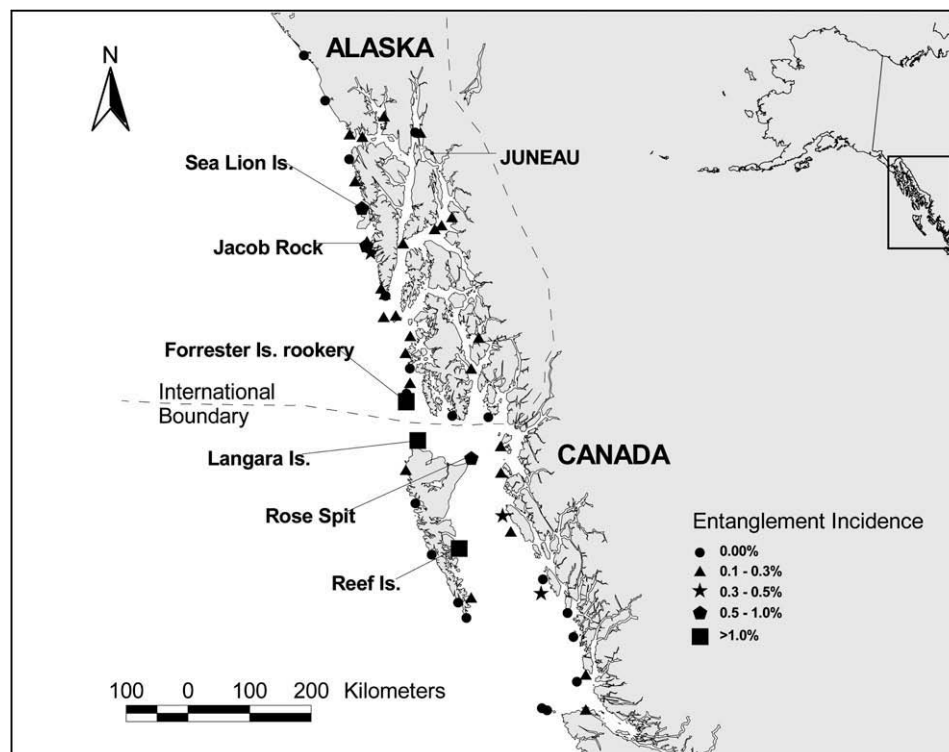 ALASKA
N
JUNEAU
Sea Lion Is.
Jacob Rock
Forrester Is. rookery
International
Boundary
Langara Is.
CANADA
Rose Spit
Reef Is.
Entanglement Incidence
0.00%
0.1 - 0.3%
0.3 - 0.5%
0.5 - 1.0%
>1.0%
100 0 100 200 Kilometers